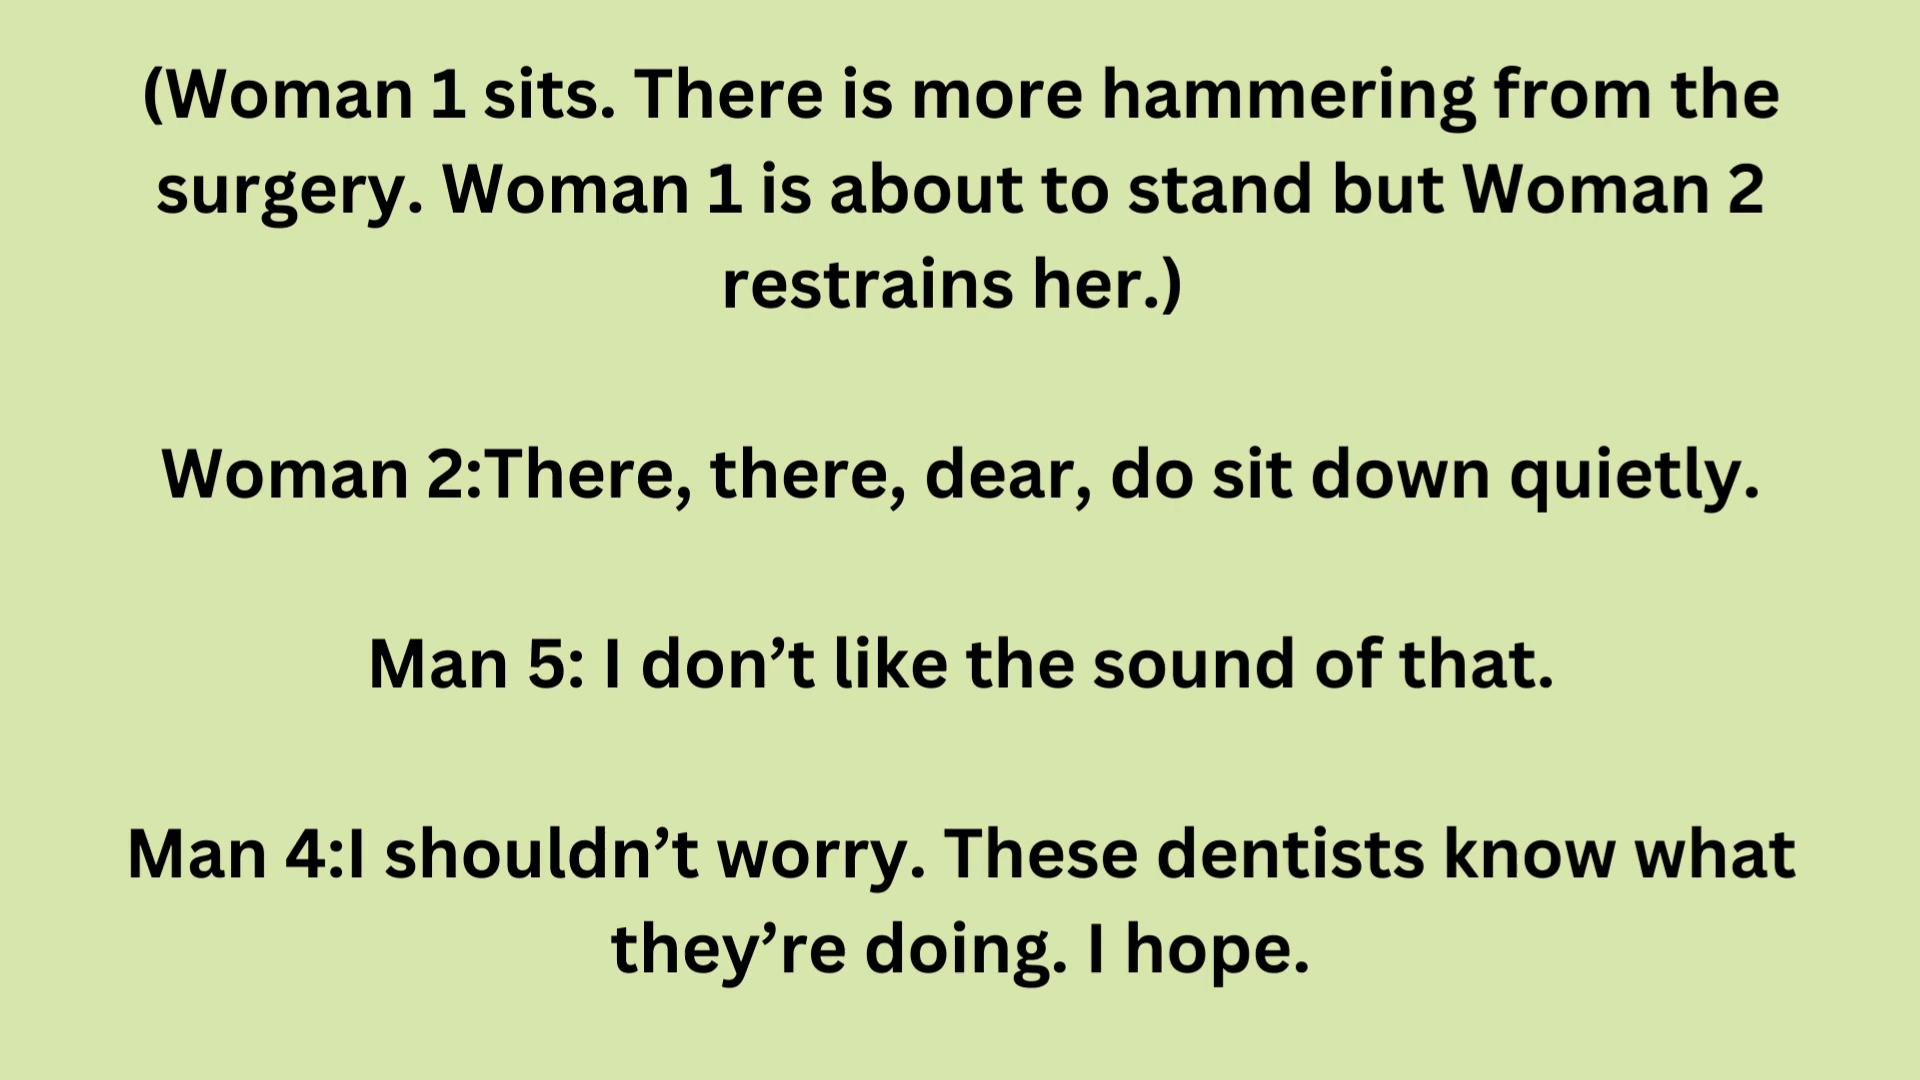 (Woman 1 sits. There is more hammering from the
surgery. Woman 1 is about to stand but Woman 2
restrains her.)
Woman 2:There, there, dear, do sit down quietly.
Man 5: I don’t like the sound of that.
Man 4:I shouldn’t worry. These dentists know what
they’re doing. I hope.